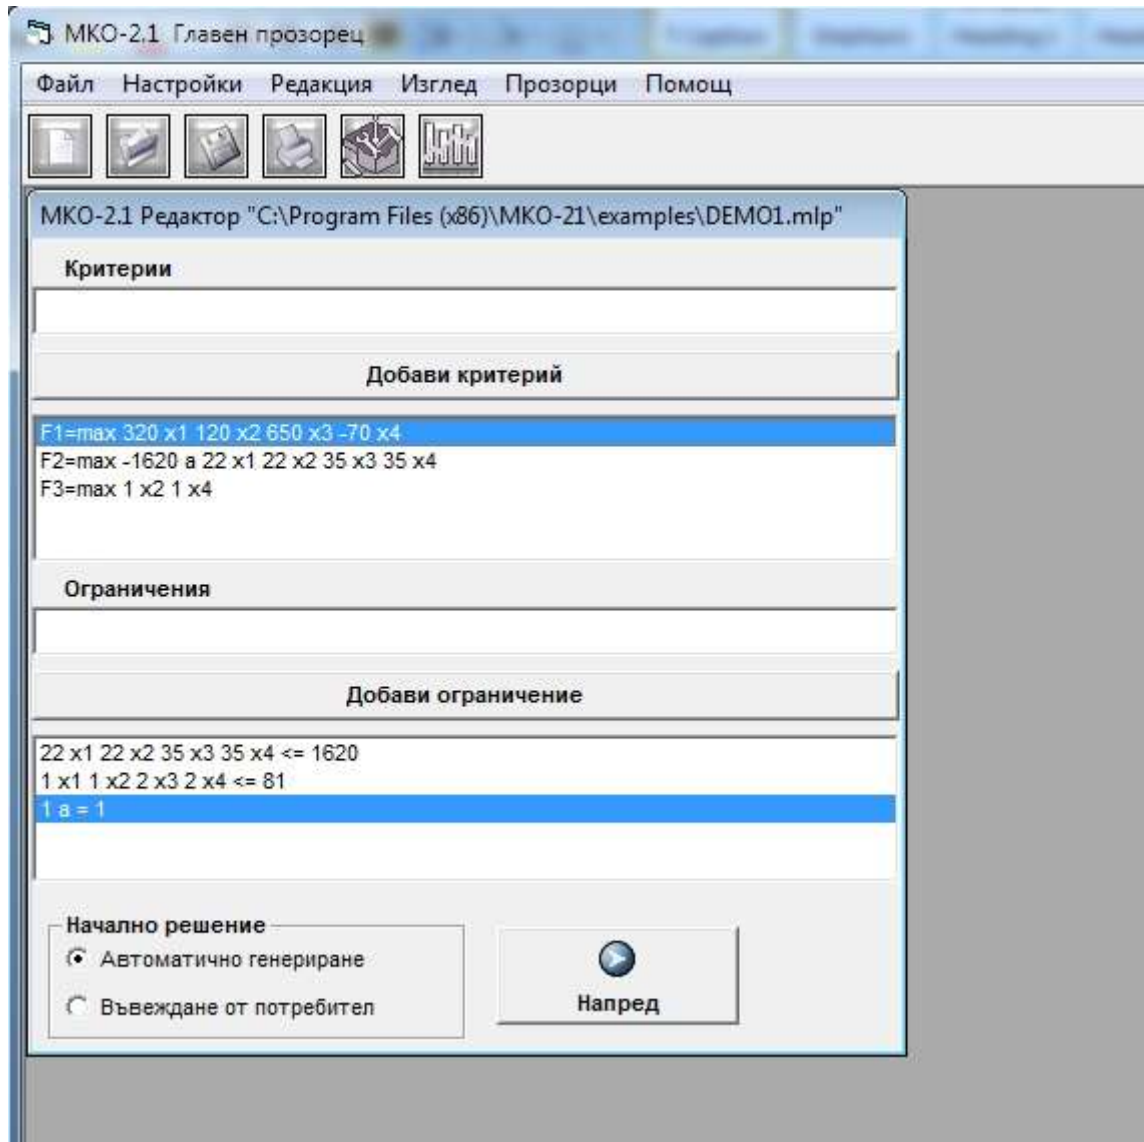 МКО-2.1 Главен прозорец
Файл Настройки Редакция Изглед Прозорци Помощ
МКО-2.1 Редактор "C:\Program Files (x86)\MKO-21\examples\DEMO1.mlp"
Критерии
Добави критерий
F1=max 320 x1 120 x2 650 x3 -70 x4
F2=max -1620 a 22 x1 22 x2 35 x3 35 x4
F3=max 1 x2 1 x4
Ограничения
Добави ограничение
22 x1 22 x2 35 x3 35 x4 <= 1620
1 x1 1 x2 2 x3 2 x4 <= 81
1 a = 1
Начално решение
Автоматично генериране
Въвеждане от потребител
Напред